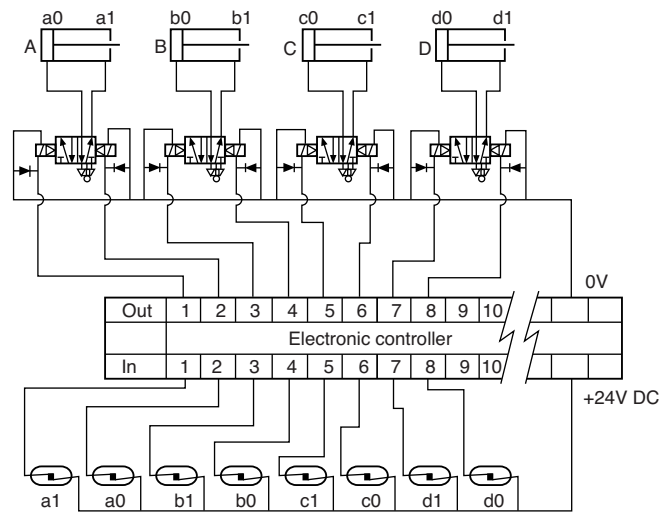 a0 a1 b0 b1 c0 c1 d0 d1
A B C D
0V
Out 1 2 3 4 5 6 7 8 9 10
Electronic controller
In 1 2 3 4 5 6 7 8 9 10
+24V DC
a1 a0 b1 b0 c1 c0 d1 d0